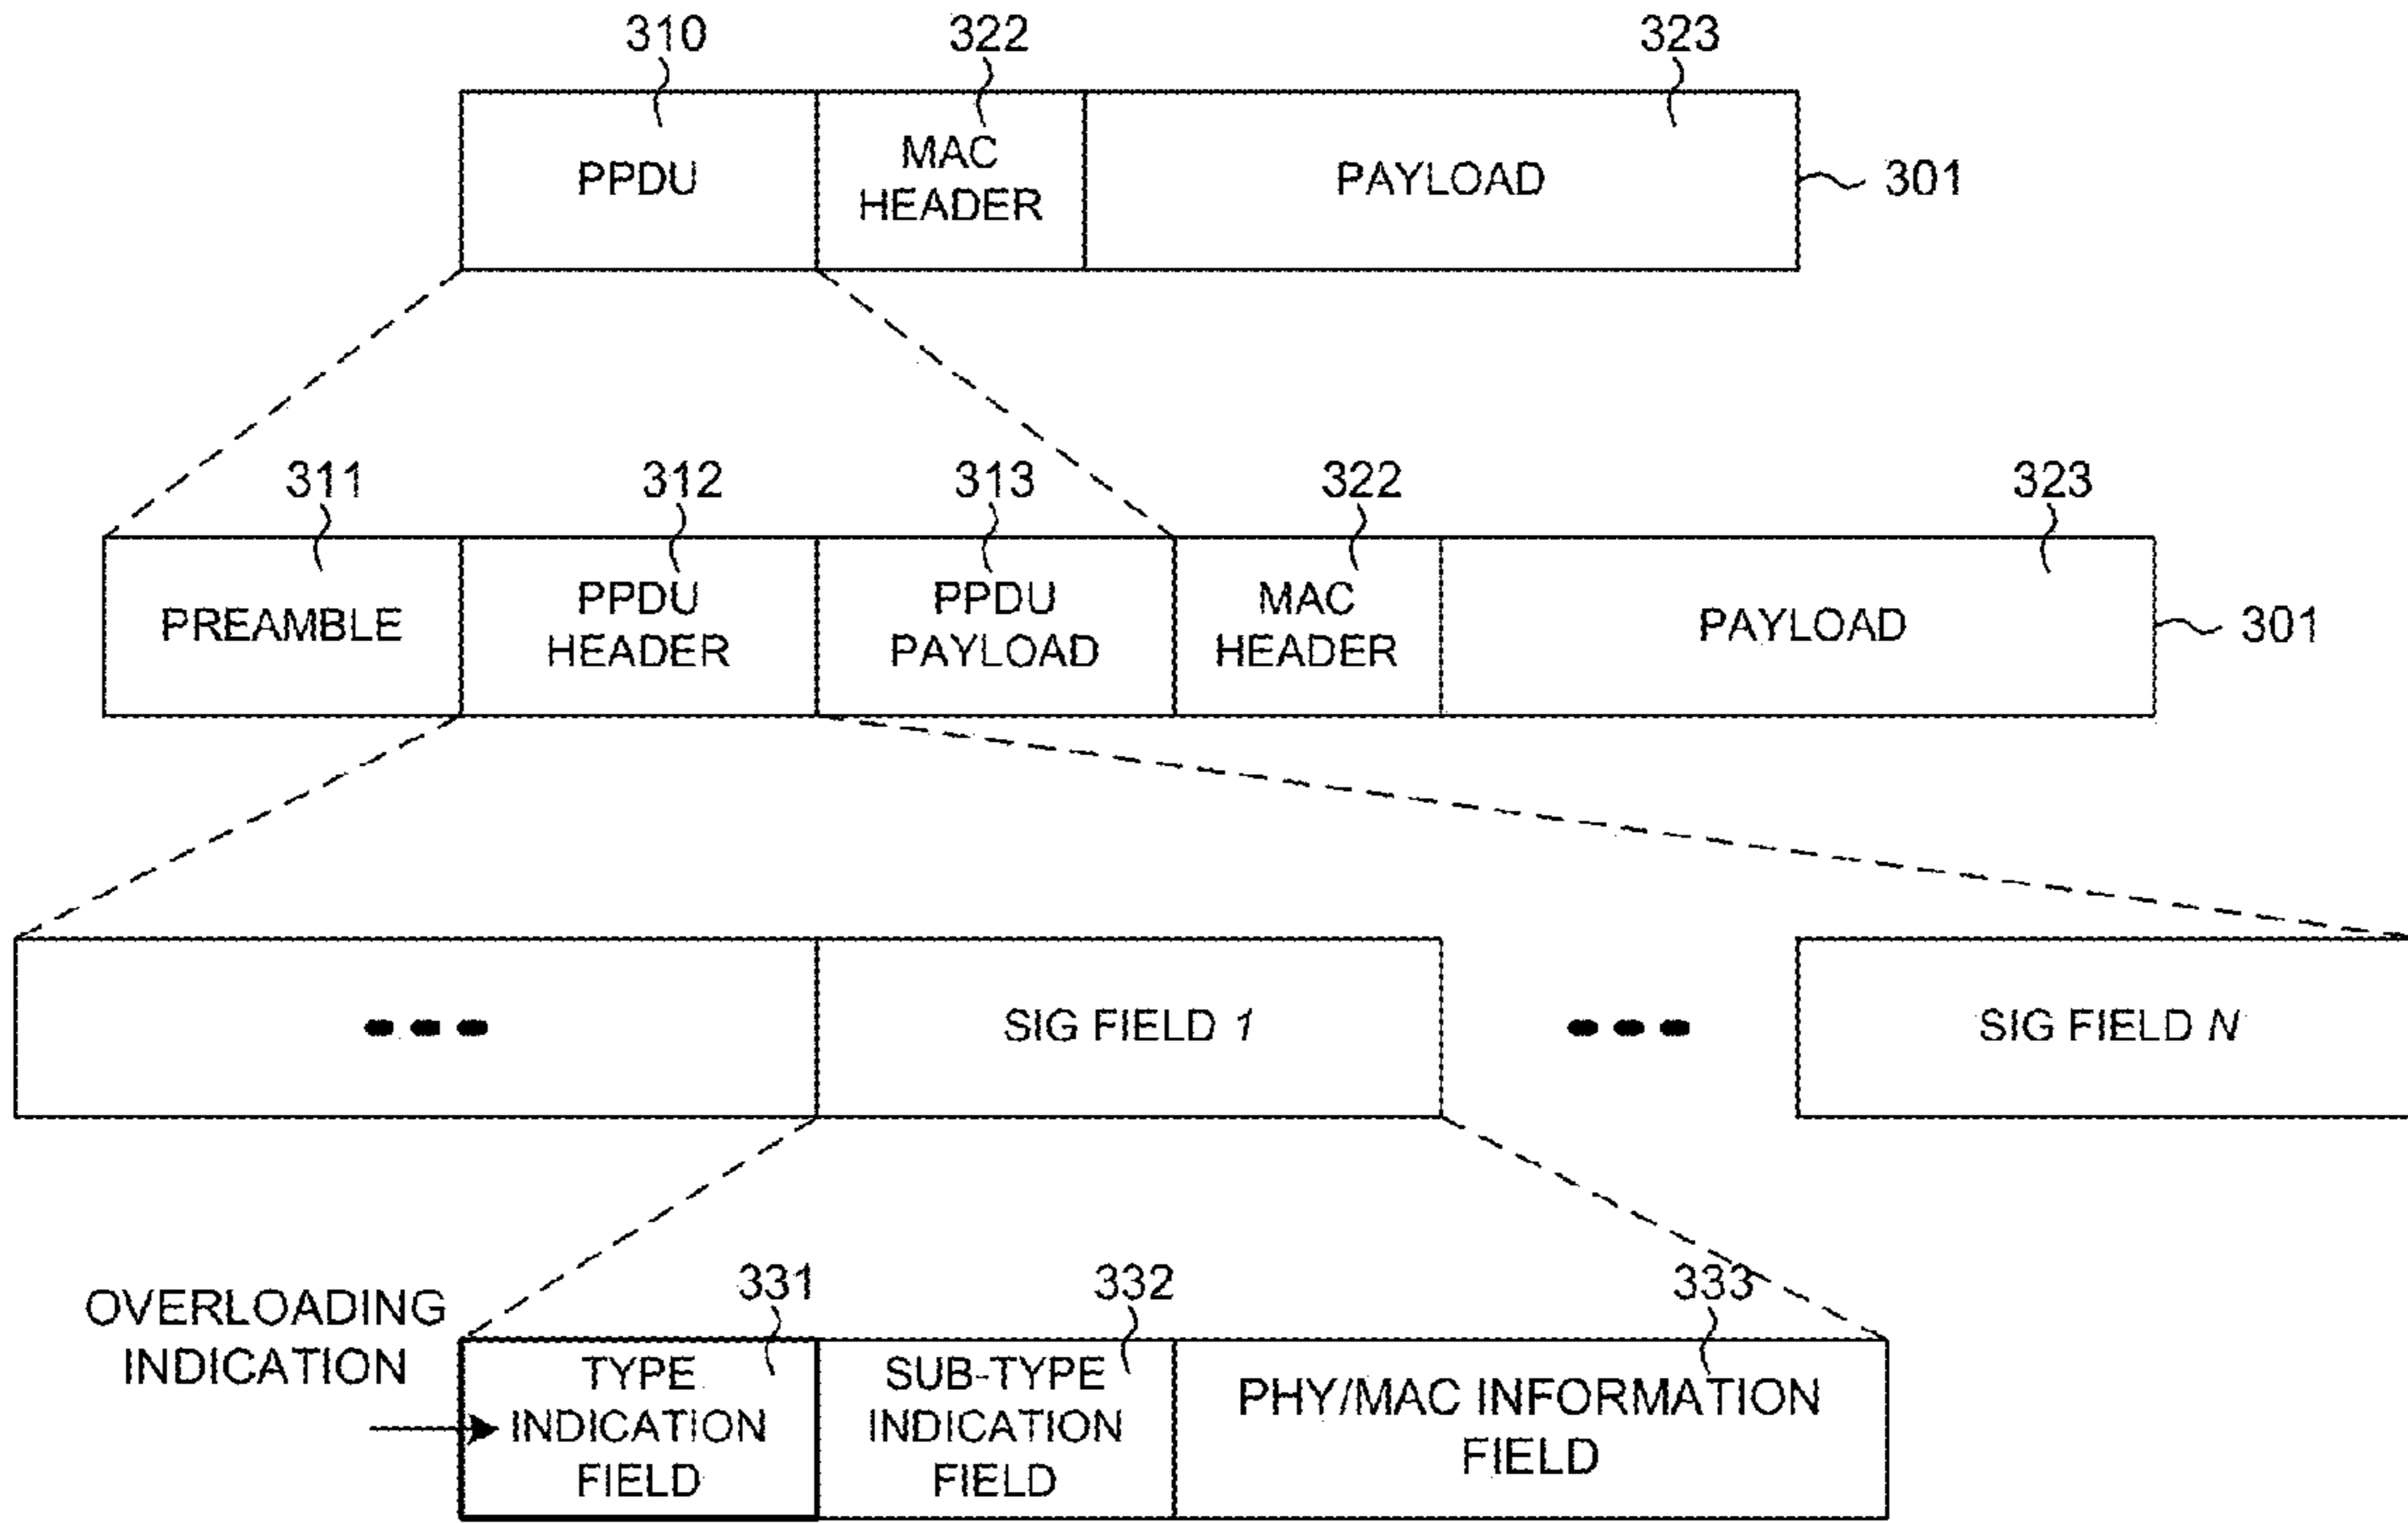 310
322
323
PPDU
MAC
HEADER
PAYLOAD
301
311
312
313
322
323
PREAMBLE
PPDU
HEADER
PPDU
PAYLOAD
MAC
HEADER
PAYLOAD
301
SIG FIELD 1
SIG FIELD N
OVERLOADING
INDICATION
331
332
333
TYPE
INDICATION
FIELD
SUB-TYPE
INDICATION
FIELD
PHY/MAC INFORMATION
FIELD